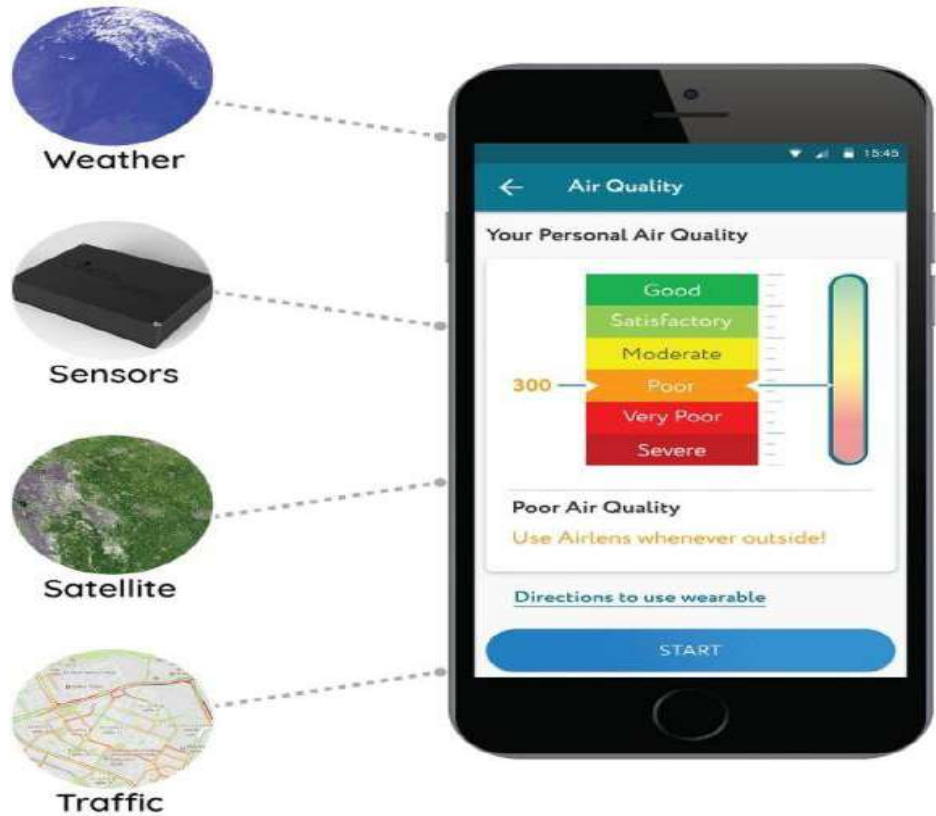 Weather
Sensors
Satellite
Traffic
15:45
Air Quality
Your Personal Air Quality
Good
Satisfactory
Moderate
300
Poor
Very Poor
Severe
Poor Air Quality
Use Airlens whenever outside!
Directions to use wearable
START